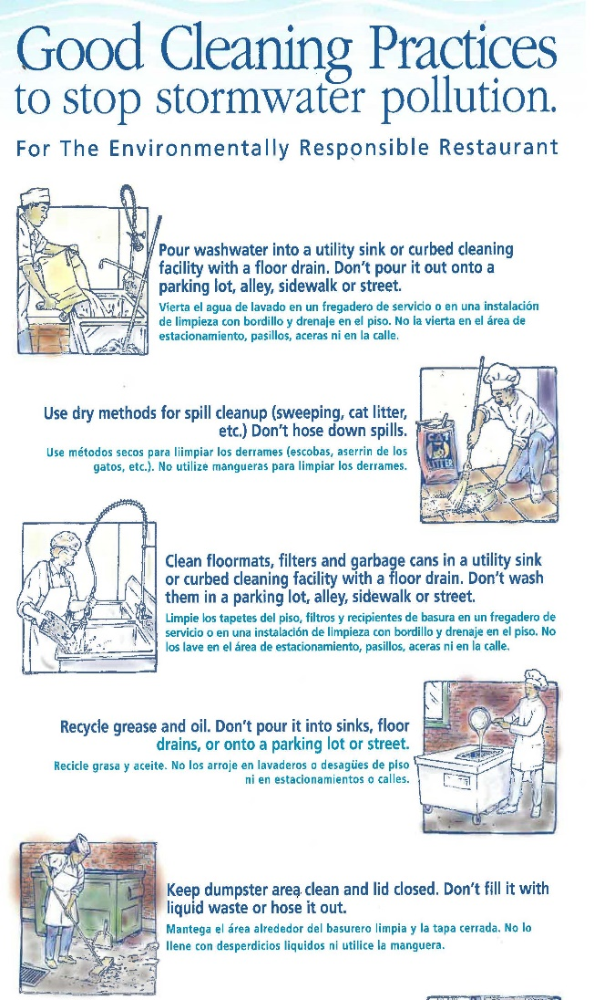 Good Cleaning Practices
to stop stormwater pollution.
For The Environmentally Responsible Restaurant
Pour washwater into a utility sink or curbed cleaning
facility with a floor drain. Don't pour it out onto a
parking lot, alley, sidewalk or street.
Vierta el agua de lavado en un fregadero de servicio o en una instalación
de limpieza con bordillo y drenaje en el piso. No la vierta en el área de
estacionamiento, pasillos, aceras ni en la calle.
Use dry methods for spill cleanup (sweeping, cat litter,
etc.) Don't hose down spills.
Use métodos secos para liimpiar los derrames (escobas, aserrin de los
gatos, etc.). No utilize mangueras para limpiar los derrames.
CAT
LITTER
Clean floormats, filters and garbage cans in a utility sink
or curbed cleaning facility with a floor drain. Don't wash
them in a parking lot, alley, sidewalk or street.
Limpie los tapetes del piso, filtros y recipientes de basura en un fregadero de
servicio o en una instalación de limpieza con bordillo y drenaje en el piso. No
los lave en el área de estacionamiento, pasillos, aceras ni en la calle.
Recycle grease and oil. Don't pour it into sinks, floor
drains, or onto a parking lot or street.
Recicle grasa y aceite. No los arroje en lavaderos o desagües de piso
ni en estacionamientos o calles.
Keep dumpster area clean and lid closed. Don't fill it with
liquid waste or hose it out.
Mantega el área alrededor del basurero limpia y la tapa cerrada. No lo
llene con desperdicios liquidos ni utilice la manguera.